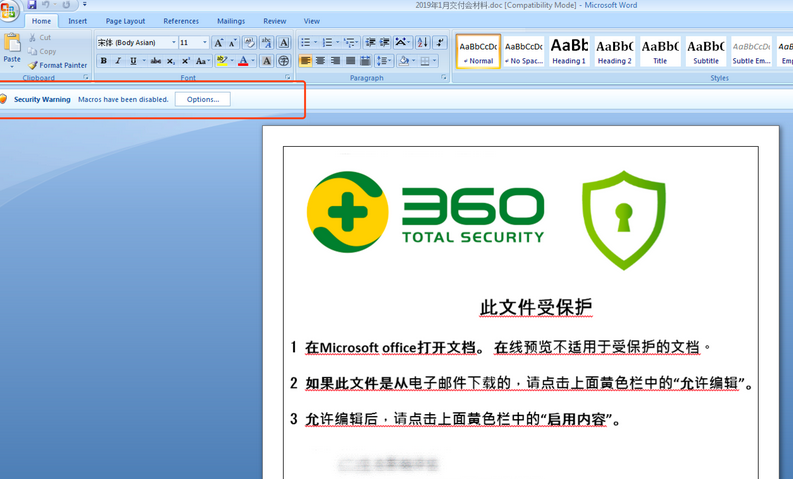 2019年1月交付会材料.doc [Compatibility Mode] - Microsoft Word
Home Insert Page Layout References Mailings Review View
Paste Cut
Copy
Format Painter
Clipboard
宋体 (Body Asian) 11
B I U abc x₂ x² Aa
Font
Paragraph
AaBbCcDc Normal
AaBbCcDc No Spac...
AaBb Heading 1
AaBbC Heading 2
AaBb( Title
AaBbC Subtitle
AaBbCcDc Subtle Em...
Styles
Security Warning Macros have been disabled. Options...
360
TOTAL SECURITY
此文件受保护
1 在Microsoft office打开文档。 在线预览不适用于受保护的文档。
2 如果此文件是从电子邮件下载的，请点击上面黄色栏中的“允许编辑”。
3 允许编辑后，请点击上面黄色栏中的“启用内容”。